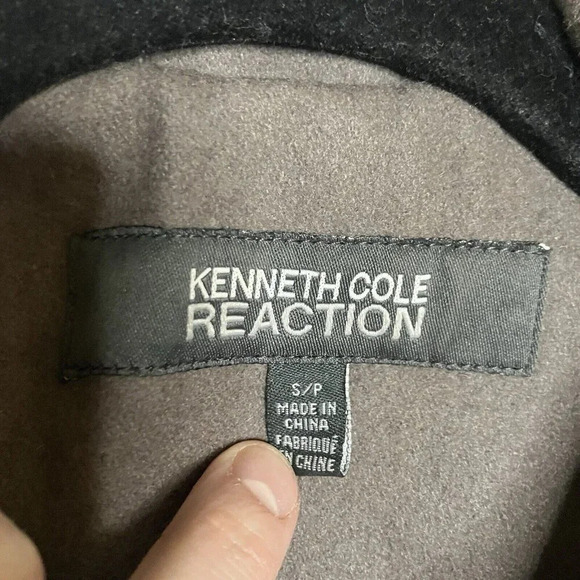 KENNETH COLE
REACTION
S/P
MADE IN
CHINA
FABRIQUÉ
EN CHINE